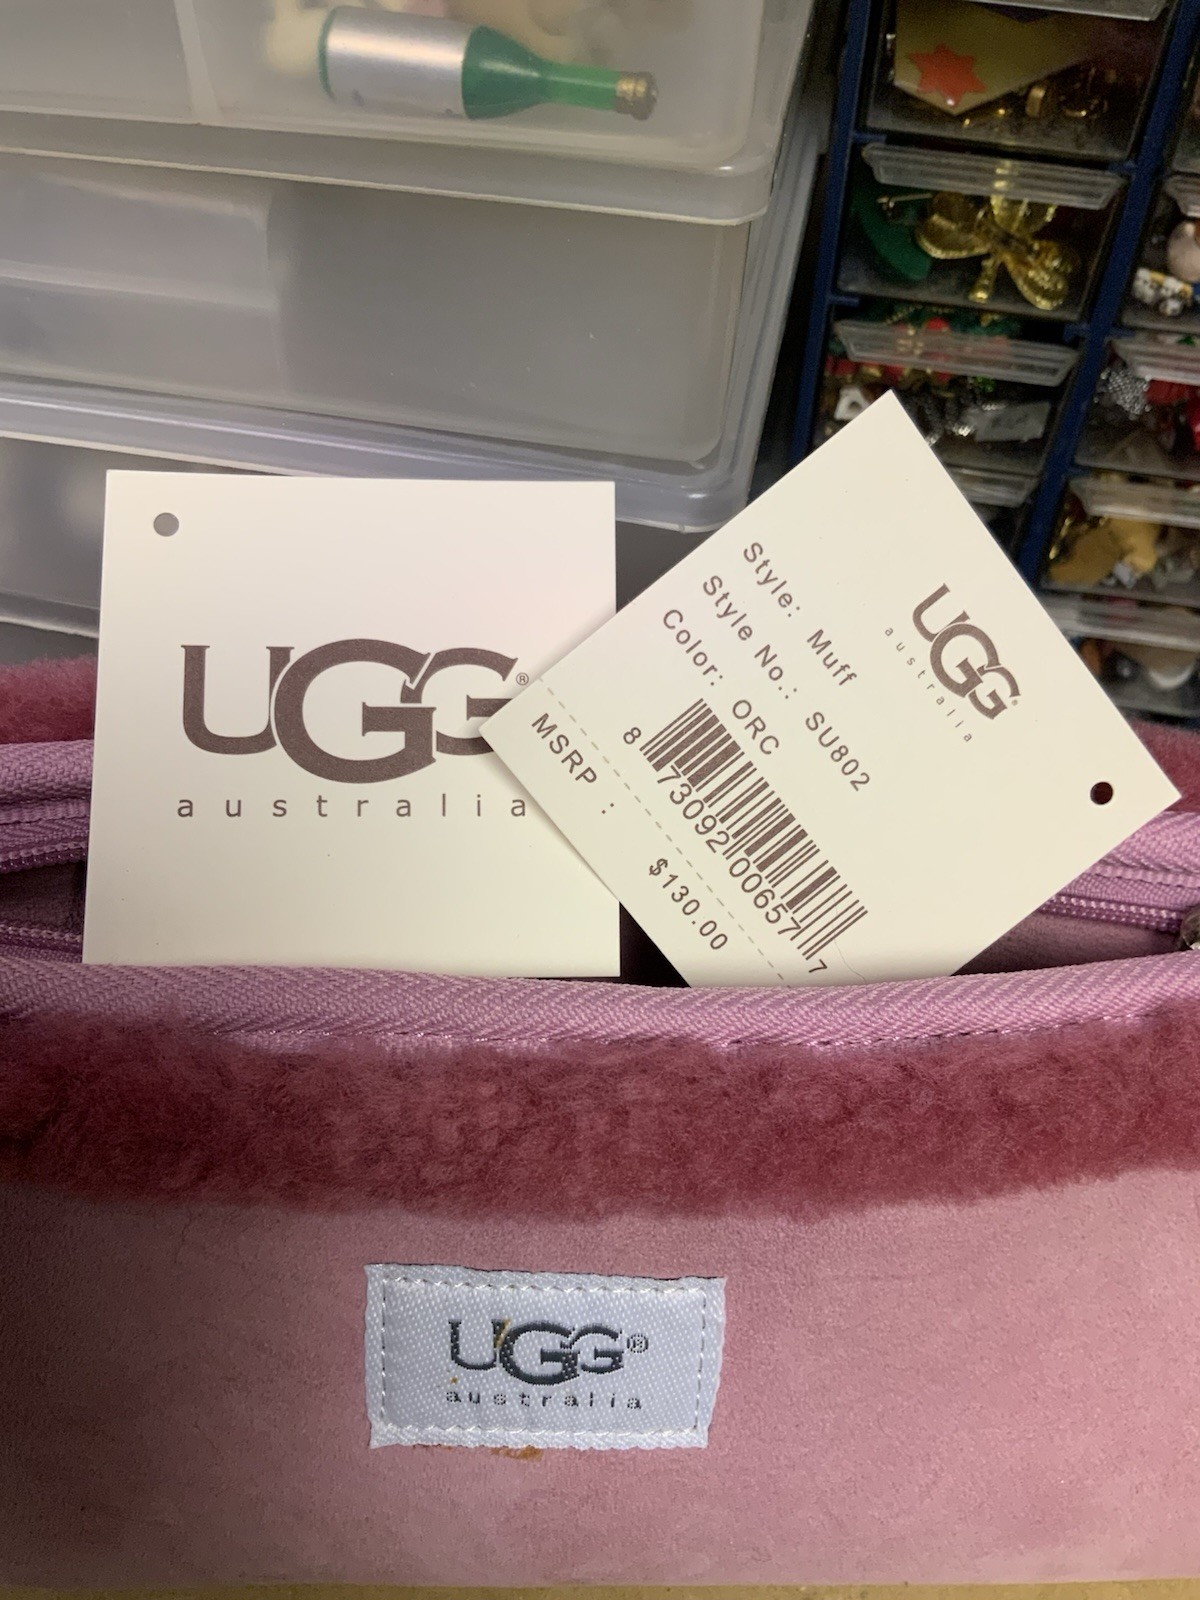 UGG®
australia
UGG®
australia
Style: Muff
Style No.: SU802
Color: ORC
8 73092 00657 7
MSRP : $130.00
UGG®
australia